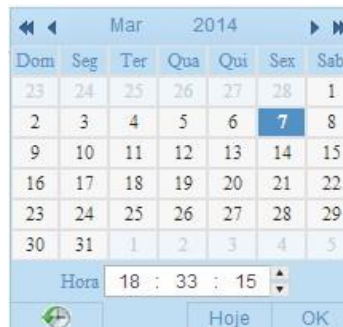 Mar 2014
Dom Seg Ter Qua Qui Sex Sab
23 24 25 26 27 28 1
2 3 4 5 6 7 8
9 10 11 12 13 14 15
16 17 18 19 20 21 22
23 24 25 26 27 28 29
30 31 1 2 3 4 5
Hora 18 : 33 : 15
Hoje OK